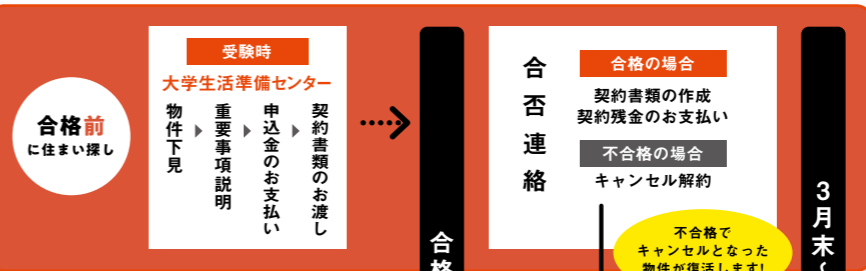 合格前
に住まい探し
受験時
大学生活準備センター
物件下見
▶
重要事項説明
▶
申込金のお支払い
▶
契約書類のお渡し
合格
合否連絡
合格の場合
契約書類の作成
契約残金のお支払い
不合格の場合
キャンセル解約
不合格で
キャンセルとなった
物件が復活します!
3月末〜